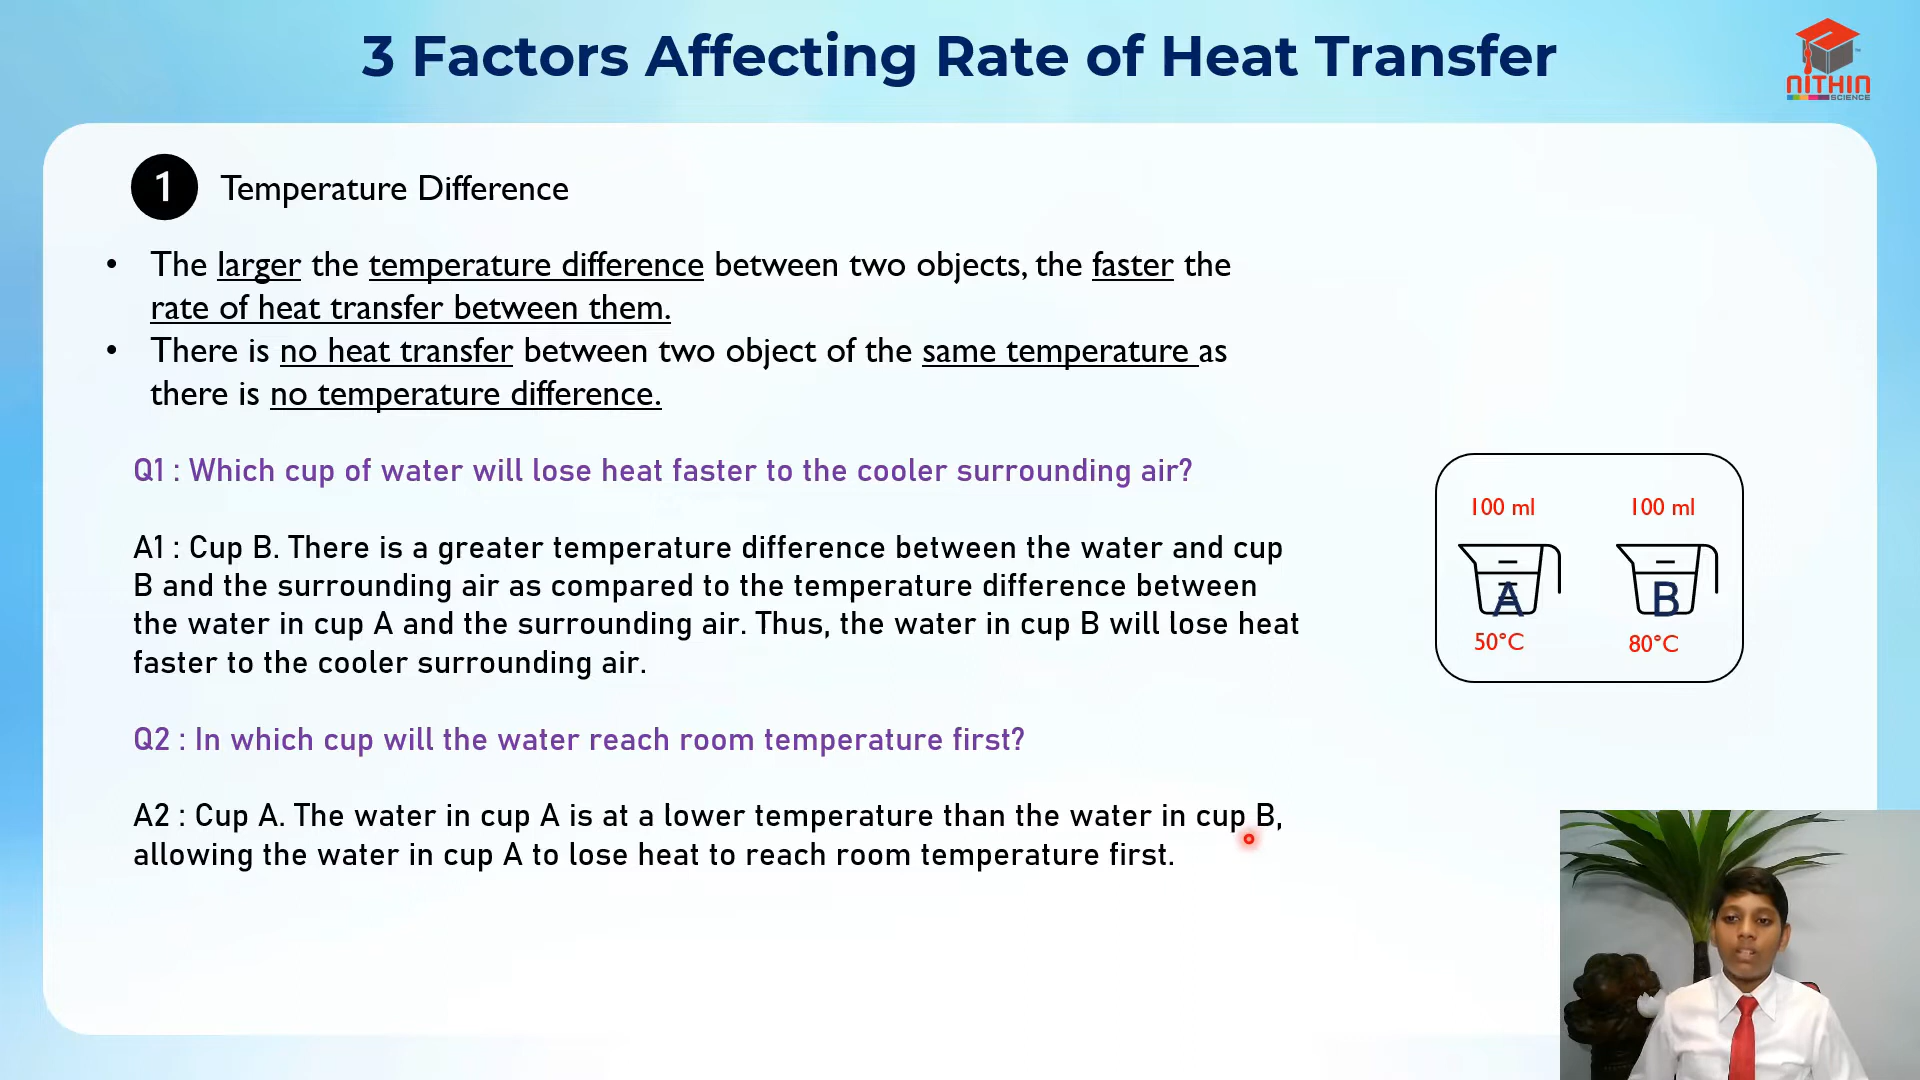 3 Factors Affecting Rate of Heat Transfer
NITHIN
SCIENCE
1 Temperature Difference
• The larger the temperature difference between two objects, the faster the
rate of heat transfer between them.
• There is no heat transfer between two object of the same temperature as
there is no temperature difference.
Q1 : Which cup of water will lose heat faster to the cooler surrounding air?
A1 : Cup B. There is a greater temperature difference between the water and cup
B and the surrounding air as compared to the temperature difference between
the water in cup A and the surrounding air. Thus, the water in cup B will lose heat
faster to the cooler surrounding air.
100 ml 100 ml
A B
50°C 80°C
Q2 : In which cup will the water reach room temperature first?
A2 : Cup A. The water in cup A is at a lower temperature than the water in cup B,
allowing the water in cup A to lose heat to reach room temperature first.